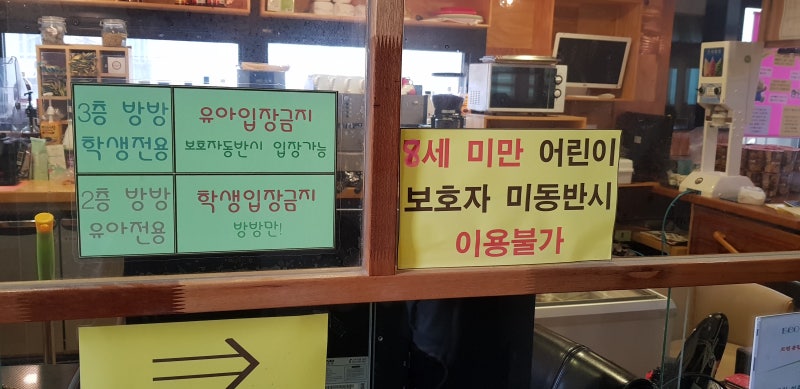 3층 방방
학생전용
유아입장금지
보호자동반시 입장가능
2층 방방
유아전용
학생입장금지
방방만!
8세 미만 어린이
보호자 미동반시
이용불가